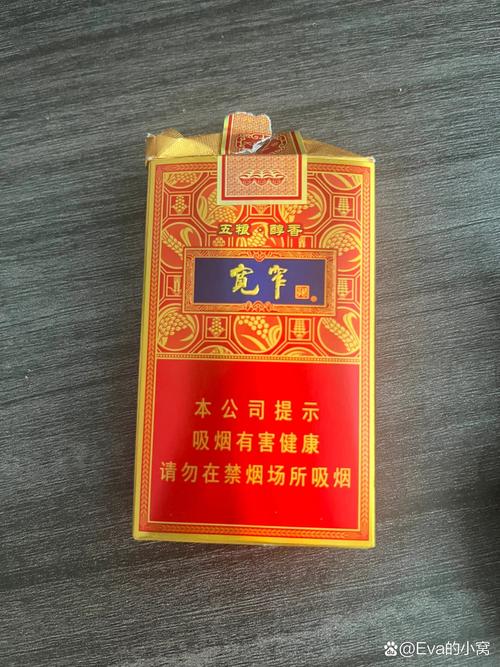 五粮·醇香
宽窄
本公司提示
吸烟有害健康
请勿在禁烟场所吸烟
@Eva的小窝